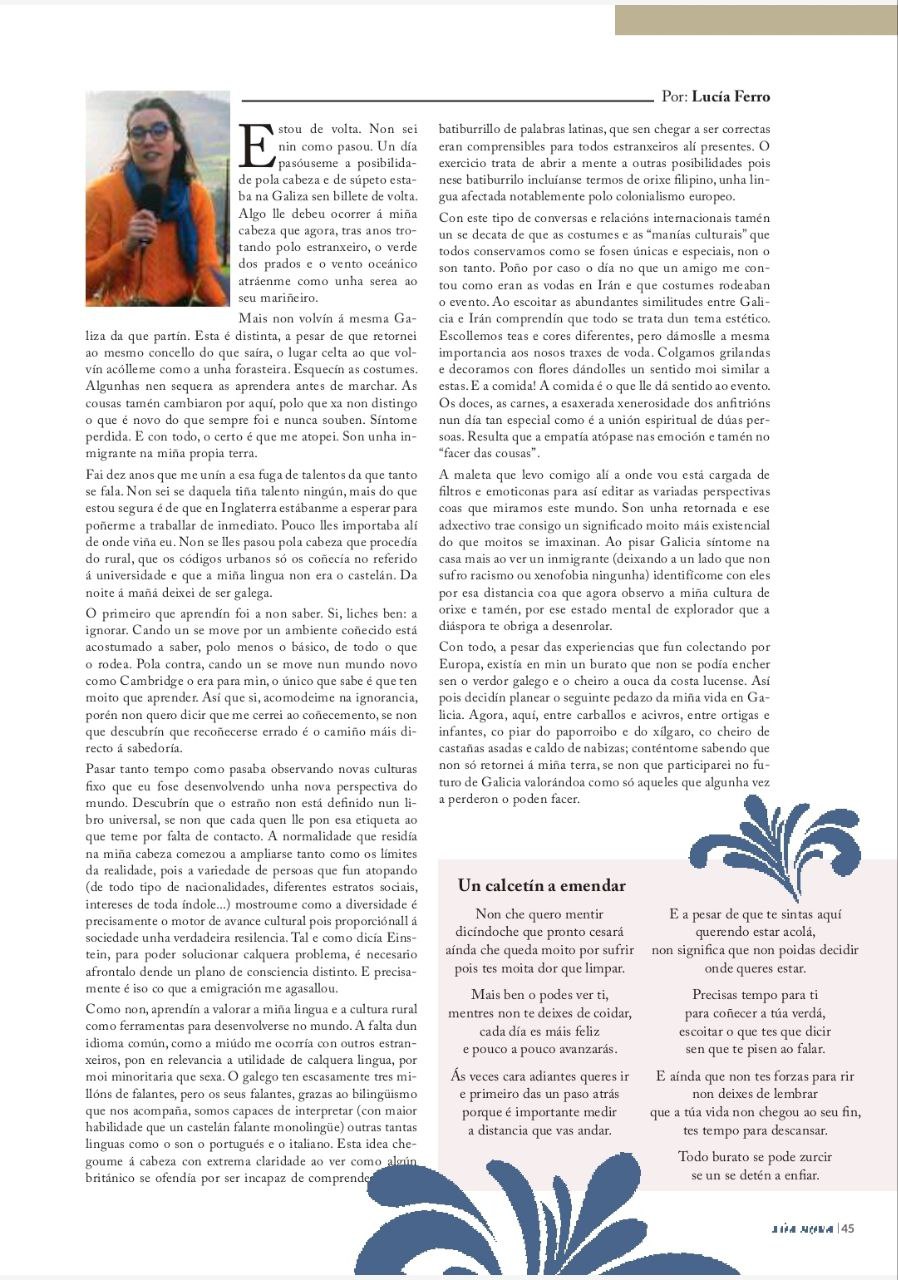 Por: Lucía Ferro
Estou de volta. Non sei
nin como pasou. Un día
pasóuseme a posibilida-
de pola cabeza e de súpeto esta-
ba na Galiza sen billete de volta.
Algo lle debeu ocorrer á miña
cabeza que agora, tras anos tro-
tando polo estranxeiro, o verde
dos prados e o vento oceánico
atráenme como unha serea ao
seu mariñeiro.
Mais non volvín á mesma Ga-
liza da que partín. Esta é distinta, a pesar de que retornei
ao mesmo concello do que saíra, o lugar celta ao que vol-
vín acólleme como a unha forasteira. Esquecín as costumes.
Algunhas nen sequera as aprendera antes de marchar. As
cousas tamén cambiaron por aquí, polo que xa non distingo
o que é novo do que sempre foi e nunca souben. Síntome
perdida. E con todo, o certo é que me atopei. Son unha in-
migrante na miña propia terra.
Fai dez anos que me unín a esa fuga de talentos da que tanto
se fala. Non sei se daquela tiña talento ningún, mais do que
estou segura é de que en Inglaterra estábanme a esperar para
poñerme a traballar de inmediato. Pouco lles importaba alí
de onde viña eu. Non se lles pasou pola cabeza que procedía
do rural, que os códigos urbanos só os coñecía no referido
á universidade e que a miña lingua non era o castelán. Da
noite á mañá deixei de ser galega.
O primeiro que aprendín foi a non saber. Si, liches ben: a
ignorar. Cando un se move por un ambiente coñecido está
acostumado a saber, polo menos o básico, de todo o que
o rodea. Pola contra, cando un se move nun mundo novo
como Cambridge o era para min, o único que sabe é que ten
moito que aprender. Así que si, acomodeime na ignorancia,
porén non quero dicir que me cerrei ao coñecemento, se non
que descubrín que recoñecerse errado é o camiño máis di-
recto á sabedoría.
Pasar tanto tempo como pasaba observando novas culturas
fixo que eu fose desenvolvendo unha nova perspectiva do
mundo. Descubrín que o estraño non está definido nun li-
bro universal, se non que cada quen lle pon esa etiqueta ao
que teme por falta de contacto. A normalidade que residía
na miña cabeza comezou a ampliarse tanto como os límites
da realidade, pois a variedade de persoas que fun atopando
(de todo tipo de nacionalidades, diferentes estratos sociais,
intereses de toda índole...) mostroume como a diversidade é
precisamente o motor de avance cultural pois proporciónall á
sociedade unha verdadeira resilencia. Tal e como dicía Eins-
tein, para poder solucionar calquera problema, é necesario
afrontalo dende un plano de consciencia distinto. E precisa-
mente é iso co que a emigración me agasallou.
Como non, aprendín a valorar a miña lingua e a cultura rural
como ferramentas para desenvolverse no mundo. A falta dun
idioma común, como a miúdo me ocorría con outros estran-
xeiros, pon en relevancia a utilidade de calquera lingua, por
moi minoritaria que sexa. O galego ten escasamente tres mi-
llóns de falantes, pero os seus falantes, grazas ao bilingüismo
que nos acompaña, somos capaces de interpretar (con maior
habilidade que un castelán falante monolingüe) outras tantas
linguas como o son o portugués e o italiano. Esta idea che-
goume á cabeza con extrema claridade ao ver como algún
británico se ofendía por ser incapaz de comprende
batiburrillo de palabras latinas, que sen chegar a ser correctas
eran comprensibles para todos estranxeiros alí presentes. O
exercicio trata de abrir a mente a outras posibilidades pois
nese batiburrilo incluíanse termos de orixe filipino, unha lin-
gua afectada notablemente polo colonialismo europeo.
Con este tipo de conversas e relacións internacionais tamén
un se decata de que as costumes e as “manías culturais” que
todos conservamos como se fosen únicas e especiais, non o
son tanto. Poño por caso o día no que un amigo me con-
tou como eran as vodas en Irán e que costumes rodeaban
o evento. Ao escoitar as abundantes similitudes entre Gali-
cia e Irán comprendín que todo se trata dun tema estético.
Escollemos teas e cores diferentes, pero dámoslle a mesma
importancia aos nosos traxes de voda. Colgamos grilandas
e decoramos con flores dándolles un sentido moi similar a
estas. E a comida! A comida é o que lle dá sentido ao evento.
Os doces, as carnes, a esaxerada xenerosidade dos anfitrións
nun día tan especial como é a unión espiritual de dúas per-
soas. Resulta que a empatía atópase nas emoción e tamén no
“facer das cousas”.
A maleta que levo comigo alí a onde vou está cargada de
filtros e emoticonas para así editar as variadas perspectivas
coas que miramos este mundo. Son unha retornada e ese
adxectivo trae consigo un significado moito máis existencial
do que moitos se imaxinan. Ao pisar Galicia síntome na
casa mais ao ver un inmigrante (deixando a un lado que non
sufro racismo ou xenofobia ningunha) identifícome con eles
por esa distancia coa que agora observo a miña cultura de
orixe e tamén, por ese estado mental de explorador que a
diáspora te obriga a desenrolar.
Con todo, a pesar das experiencias que fun colectando por
Europa, existía en min un burato que non se podía encher
sen o verdor galego e o cheiro a ouca da costa lucense. Así
pois decidín planear o seguinte pedazo da miña vida en Ga-
licia. Agora, aquí, entre carballos e acivros, entre ortigas e
infantes, co piar do paporroibo e do xílgaro, co cheiro de
castañas asadas e caldo de nabizas; conténtome sabendo que
non só retornei á miña terra, se non que participarei no fu-
turo de Galicia valorándoa como só aqueles que algunha vez
a perderon o poden facer.
Un calcetín a emendar
Non che quero mentir
dicíndoche que pronto cesará
aínda che queda moito por sufrir
pois tes moita dor que limpar.
Mais ben o podes ver ti,
mentres non te deixes de coidar,
cada día es máis feliz
e pouco a pouco avanzarás.
Ás veces cara adiantes queres ir
e primeiro das un paso atrás
porque é importante medir
a distancia que vas andar.
E a pesar de que te sintas aquí
querendo estar acolá,
non significa que non poidas decidir
onde queres estar.
Precisas tempo para ti
para coñecer a túa verdá,
escoitar o que tes que dicir
sen que te pisen ao falar.
E aínda que non tes forzas para rir
non deixes de lembrar
que a túa vida non chegou ao seu fin,
tes tempo para descansar.
Todo burato se pode zurcir
se un se detén a enfiar.
45